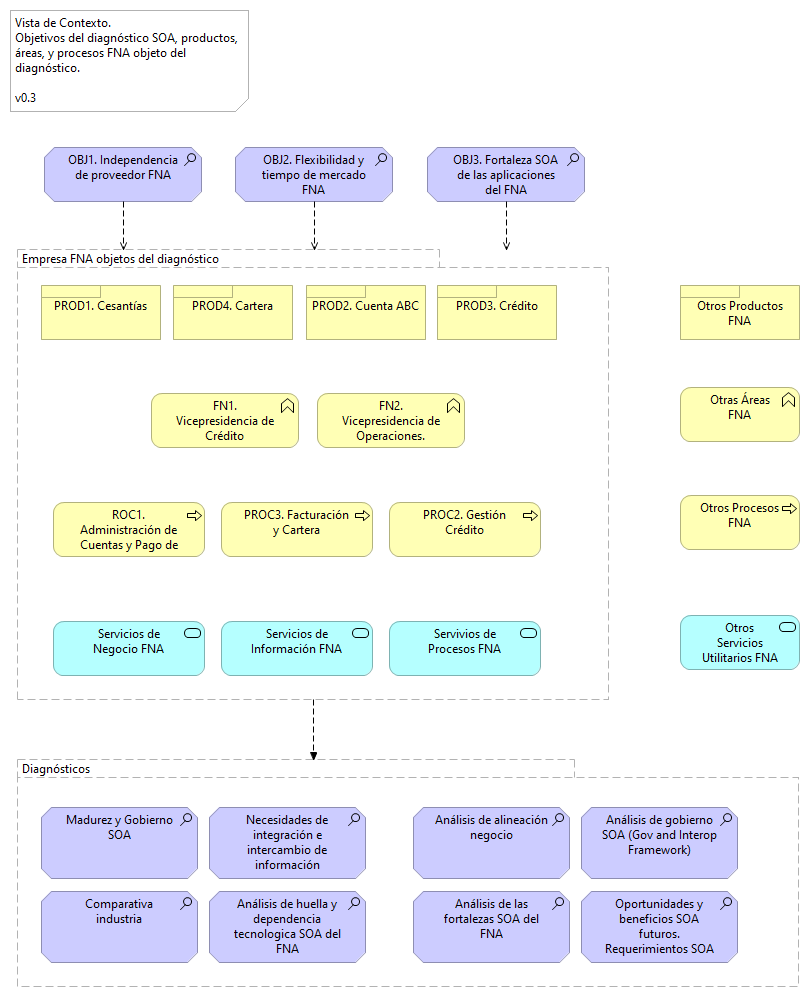 Vista de Contexto.
Objetivos del diagnóstico SOA, productos,
áreas, y procesos FNA objeto del
diagnóstico.
v0.3
OBJ1. Independencia
de proveedor FNA
OBJ2. Flexibilidad y
tiempo de mercado
FNA
OBJ3. Fortaleza SOA
de las aplicaciones
del FNA
Empresa FNA objetos del diagnóstico
PROD1. Cesantías
PROD4. Cartera
PROD2. Cuenta ABC
PROD3. Crédito
Otros Productos
FNA
FN1.
Vicepresidencia de
Crédito
FN2.
Vicepresidencia de
Operaciones.
Otras Áreas
FNA
ROC1.
Administración de
Cuentas y Pago de
PROC3. Facturación
y Cartera
PROC2. Gestión
Crédito
Otros Procesos
FNA
Servicios de
Negocio FNA
Servicios de
Información FNA
Servivios de
Procesos FNA
Otros
Servicios
Utilitarios FNA
Diagnósticos
Madurez y Gobierno
SOA
Necesidades de
integración e
intercambio de
información
Análisis de alineación
negocio
Análisis de gobierno
SOA (Gov and Interop
Framework)
Comparativa
industria
Análisis de huella y
dependencia
tecnologica SOA del
FNA
Análisis de las
fortalezas SOA del
FNA
Oportunidades y
beneficios SOA
futuros.
Requerimientos SOA